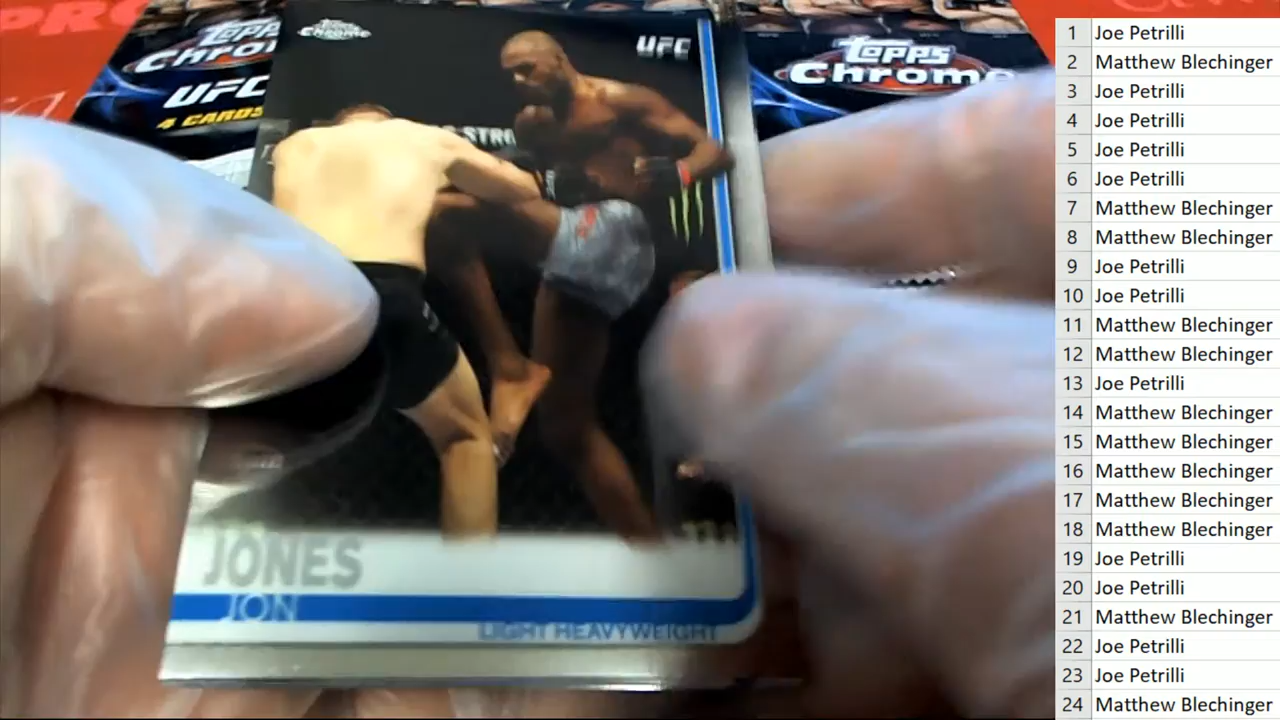 Topps
Chrome
UFC
4 CARDS
Topps
Chrome
UFC
Topps
Chrome
JONES
JON
LIGHT HEAVYWEIGHT
1 Joe Petrilli
2 Matthew Blechinger
3 Joe Petrilli
4 Joe Petrilli
5 Joe Petrilli
6 Joe Petrilli
7 Matthew Blechinger
8 Matthew Blechinger
9 Joe Petrilli
10 Joe Petrilli
11 Matthew Blechinger
12 Matthew Blechinger
13 Joe Petrilli
14 Matthew Blechinger
15 Matthew Blechinger
16 Matthew Blechinger
17 Matthew Blechinger
18 Matthew Blechinger
19 Joe Petrilli
20 Joe Petrilli
21 Matthew Blechinger
22 Joe Petrilli
23 Joe Petrilli
24 Matthew Blechinger